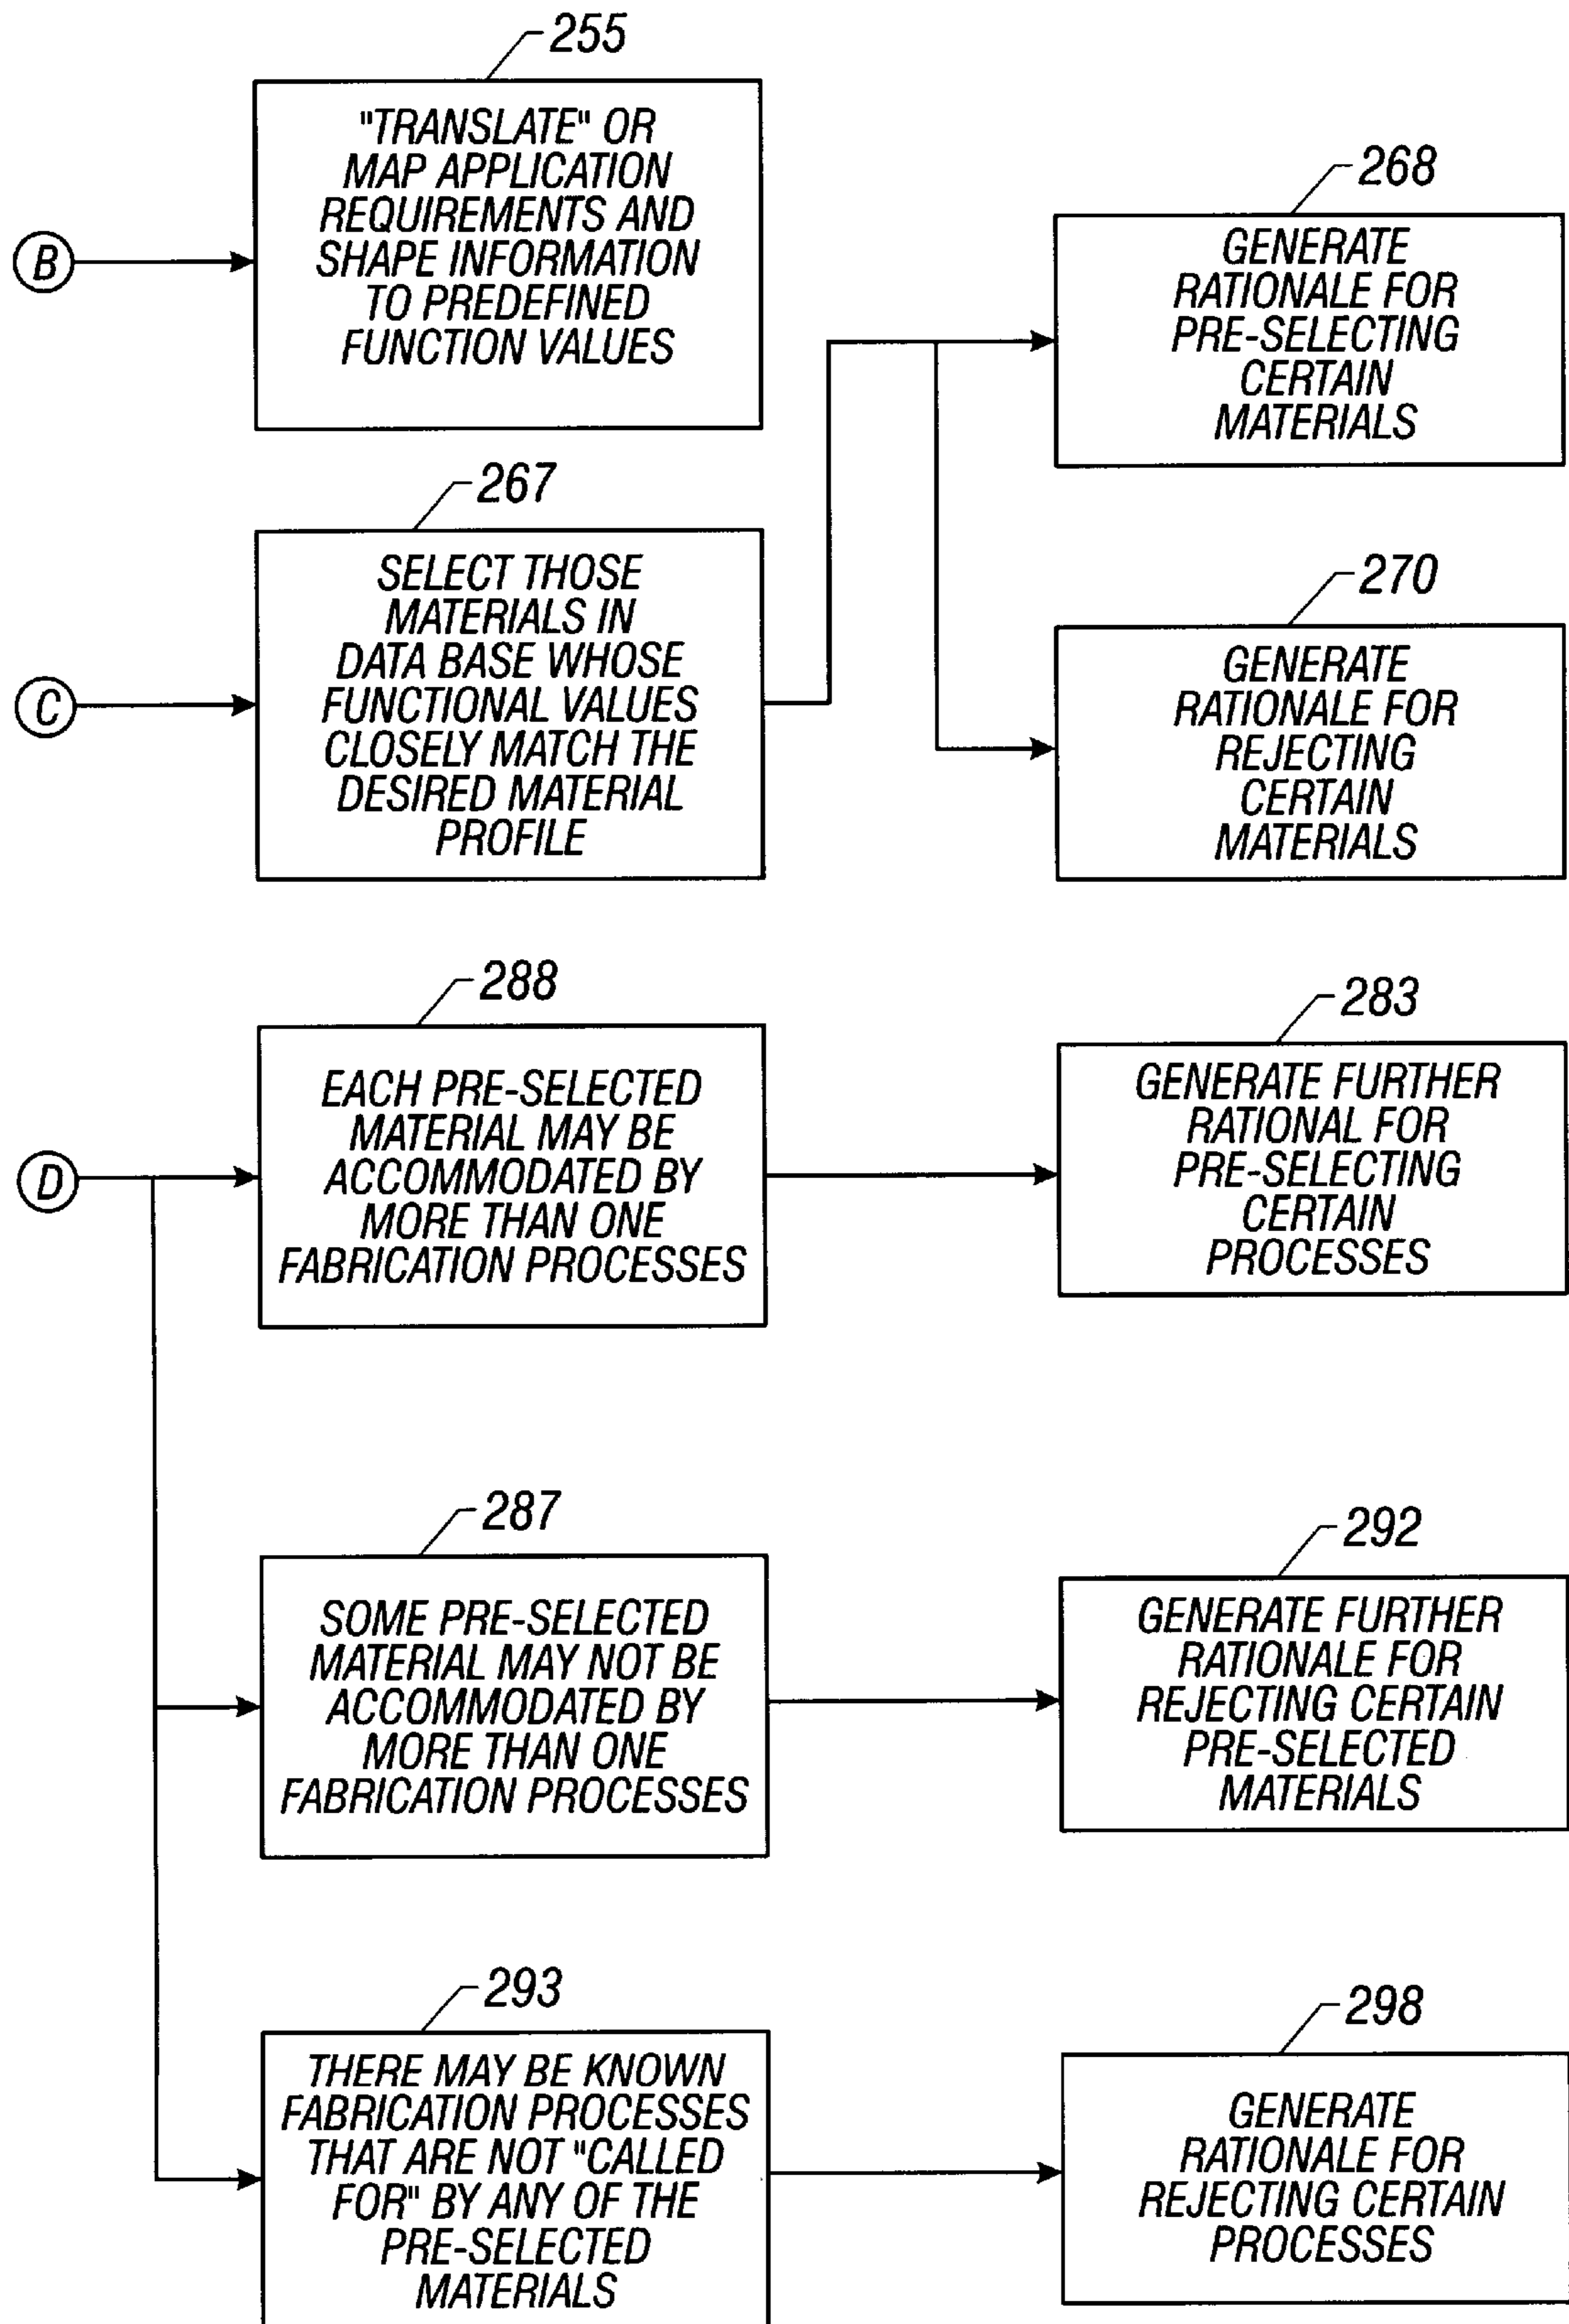 255
"TRANSLATE" OR
MAP APPLICATION
REQUIREMENTS AND
SHAPE INFORMATION
TO PREDEFINED
FUNCTION VALUES
B
268
GENERATE
RATIONALE FOR
PRE-SELECTING
CERTAIN
MATERIALS
267
SELECT THOSE
MATERIALS IN
DATA BASE WHOSE
FUNCTIONAL VALUES
CLOSELY MATCH THE
DESIRED MATERIAL
PROFILE
C
270
GENERATE
RATIONALE FOR
REJECTING
CERTAIN
MATERIALS
288
EACH PRE-SELECTED
MATERIAL MAY BE
ACCOMMODATED BY
MORE THAN ONE
FABRICATION PROCESSES
D
283
GENERATE FURTHER
RATIONAL FOR
PRE-SELECTING
CERTAIN
PROCESSES
287
SOME PRE-SELECTED
MATERIAL MAY NOT BE
ACCOMMODATED BY
MORE THAN ONE
FABRICATION PROCESSES
292
GENERATE FURTHER
RATIONALE FOR
REJECTING CERTAIN
PRE-SELECTED
MATERIALS
293
THERE MAY BE KNOWN
FABRICATION PROCESSES
THAT ARE NOT "CALLED
FOR" BY ANY OF THE
PRE-SELECTED
MATERIALS
298
GENERATE
RATIONALE FOR
REJECTING CERTAIN
PROCESSES